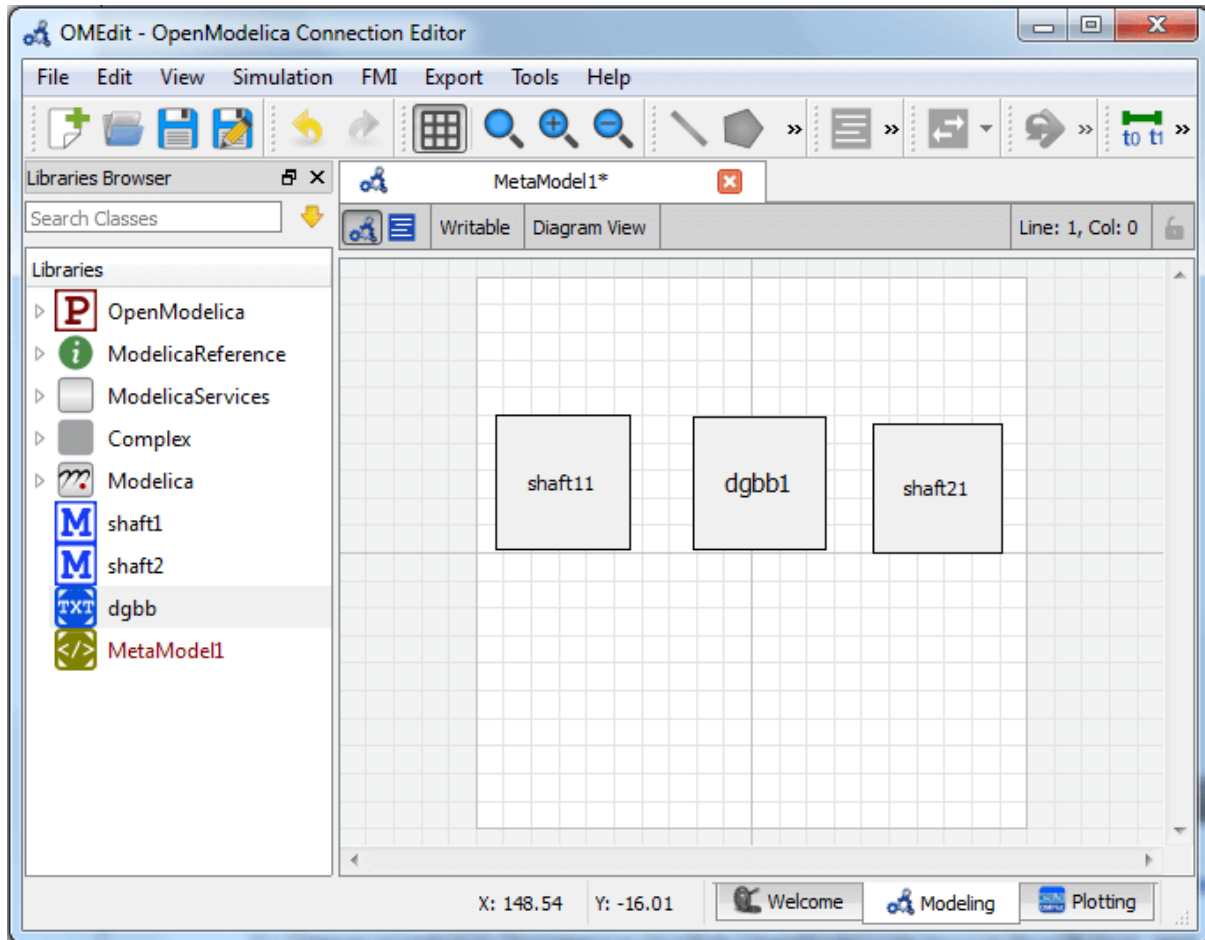 OMEdit - OpenModelica Connection Editor
File Edit View Simulation FMI Export Tools Help
t0 t1
Libraries Browser
MetaModel1*
Search Classes
Writable Diagram View Line: 1, Col: 0
Libraries
P OpenModelica
i ModelicaReference
ModelicaServices
Complex
m Modelica
M shaft1
M shaft2
TXT dgbb
</> MetaModel1
shaft11 dgbb1 shaft21
X: 148.54 Y: -16.01 Welcome Modeling Plotting